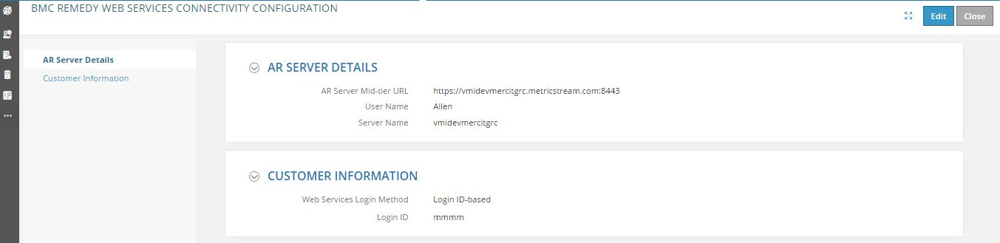 BMC REMEDY WEB SERVICES CONNECTIVITY CONFIGURATION
Edit
Close
AR Server Details
Customer Information
AR SERVER DETAILS
AR Server Mid-tier URL https://vmidevmercitgrc.metricstream.com:8443
User Name Allen
Server Name vmidevmercitgrc
CUSTOMER INFORMATION
Web Services Login Method Login ID-based
Login ID mmmm